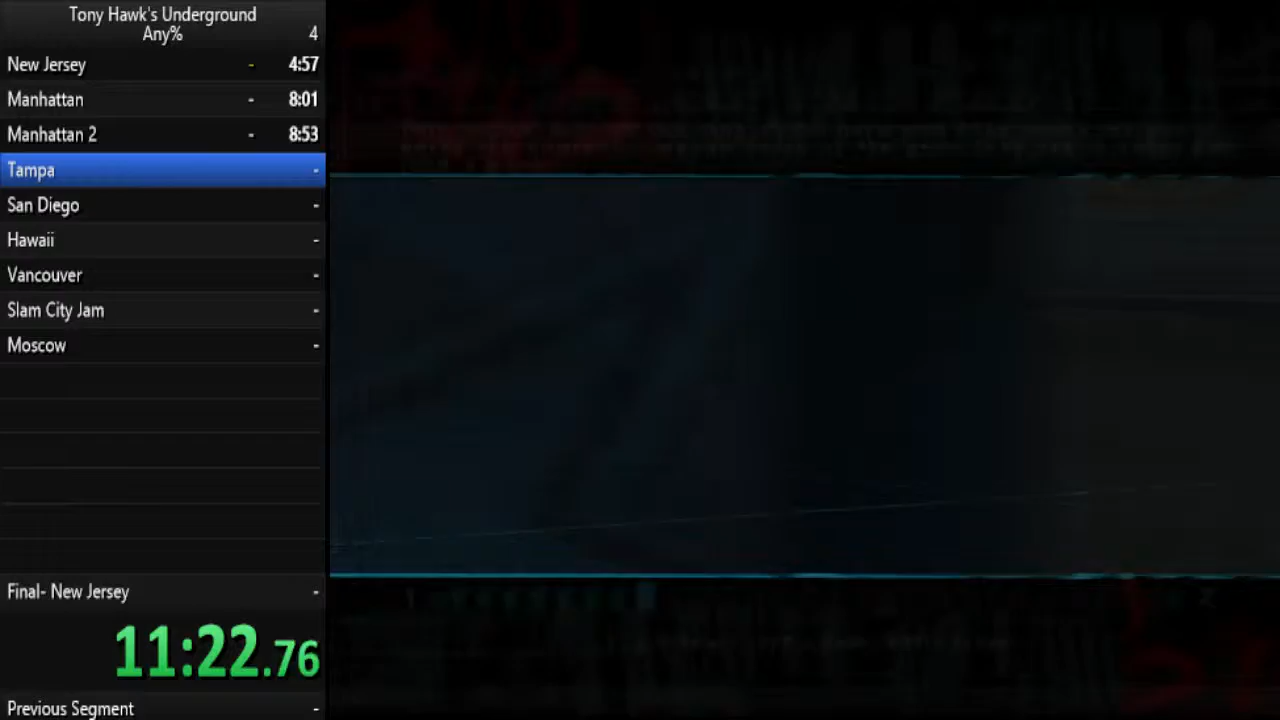 Tony Hawk's Underground
Any% 4
New Jersey - 4:57
Manhattan - 8:01
Manhattan 2 - 8:53
Tampa -
San Diego -
Hawaii -
Vancouver -
Slam City Jam -
Moscow -
Final- New Jersey -
11:22.76
Previous Segment -